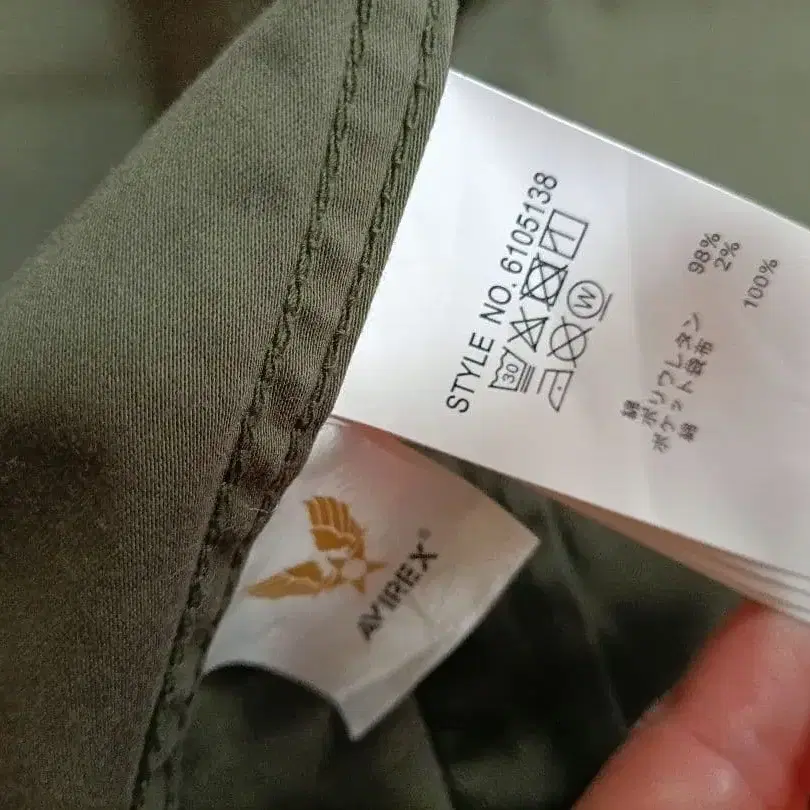 STYLE NO. 6105138
30
W
綿 98%
ポリウレタン 2%
ポケット袋布
綿 100%
AVIREX®